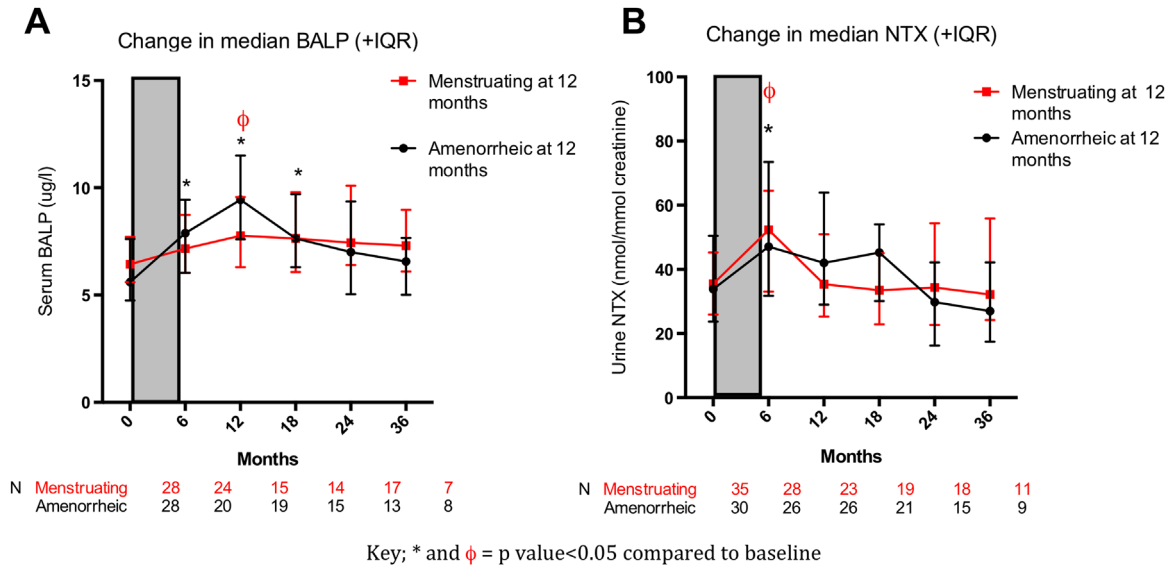 A
Change in median BALP (+IQR)
15
10
5
0
Serum BALP (ug/l)
ϕ
*
*
*
Menstruating at 12
months
Amenorrheic at 12
months
0 6 12 18 24 36
Months
N Menstruating 28 24 15 14 17 7
Amenorrheic 28 20 19 15 13 8
B
Change in median NTX (+IQR)
100
80
60
40
20
0
Urine NTX (nmol/mmol creatinine)
ϕ
*
Menstruating at 12
months
Amenorrheic at 12
months
0 6 12 18 24 36
Months
N Menstruating 35 28 23 19 18 11
Amenorrheic 30 26 26 21 15 9
Key; * and ϕ = p value<0.05 compared to baseline